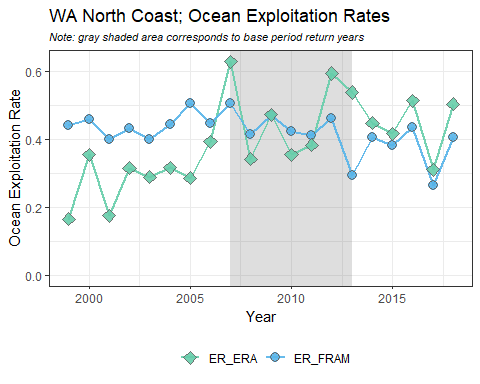 WA North Coast; Ocean Exploitation Rates
Note: gray shaded area corresponds to base period return years
Ocean Exploitation Rate
0.6
0.4
0.2
0.0
2000 2005 2010 2015
Year
ER_ERA ER_FRAM